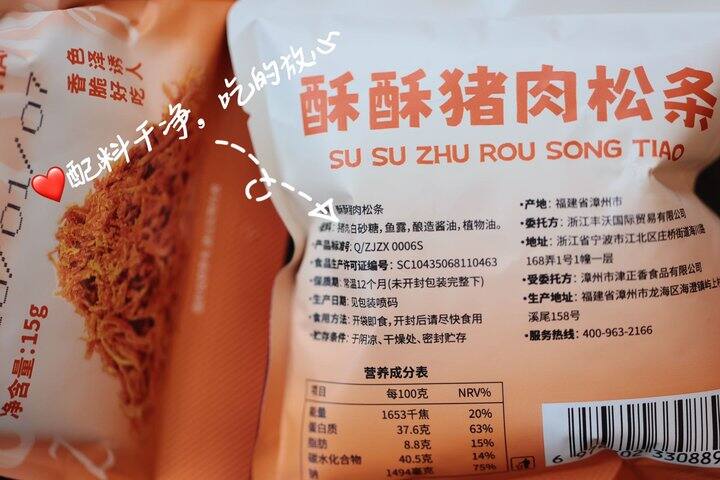 色泽诱人
香脆好吃
配料干净，吃的放心
净含量:15g
酥酥猪肉松条
SU SU ZHU ROU SONG TIAO
酥酥猪肉松条
白砂糖, 鱼露, 酿造酱油, 植物油。
•产品标准号: Q/ZJZX 0006S
•食品生产许可证编号: SC10435068110463
•保质期: 常温12个月 (未开封包装完整下)
•生产日期: 见包装喷码
•食用方法: 开袋即食, 开封后请尽快食用
•贮存条件: 于阴凉、干燥处、密封贮存
•产地: 福建省漳州市
•委托方: 浙江丰沃国际贸易有限公司
•地址: 浙江省宁波市江北区庄桥街道海川路
168弄1号1幢一层
•受委托方: 漳州市津正香食品有限公司
•生产地址: 福建省漳州市龙海区海澄镇屿上村
溪尾158号
•服务热线: 400-963-2166
营养成分表
项目 每100克 NRV%
能量 1653千焦 20%
蛋白质 37.6克 63%
脂肪 8.8克 15%
碳水化合物 40.5克 14%
钠 1494毫克 75%